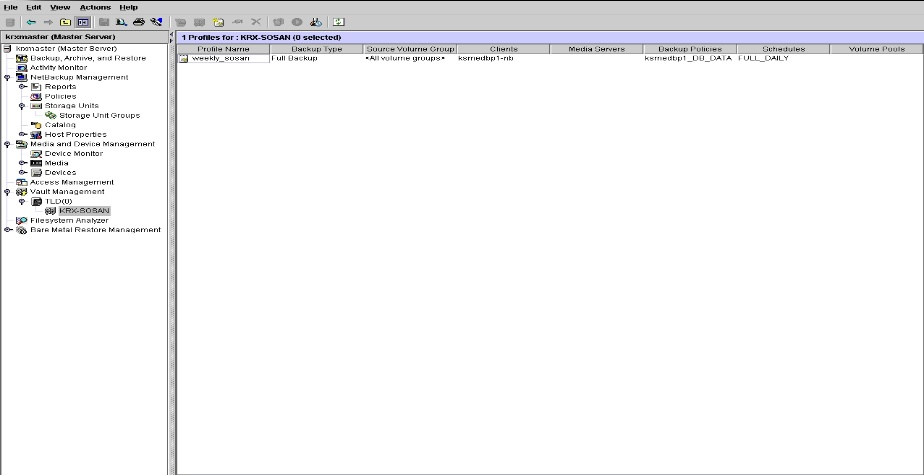 File Edit View Actions Help
krxmaster (Master Server)
1 Profiles for : KRX-SOSAN (0 selected)
Profile Name Backup Type Source Volume Group Clients Media Servers Backup Policies Schedules Volume Pools
weekly_sosan Full Backup <All volume groups> ksrnedbp1-nb ksrnedbp1_DB_DATA FULL_DAILY
krxmaster (Master Server)
Backup, Archive, and Restore
Activity Monitor
NetBackup Management
Reports
Policies
Storage Units
Storage Unit Groups
Catalog
Host Properties
Media and Device Management
Device Monitor
Media
Devices
Access Management
Vault Management
TLD(0)
KRX-SOSAN
Filesystem Analyzer
Bare Metal Restore Management